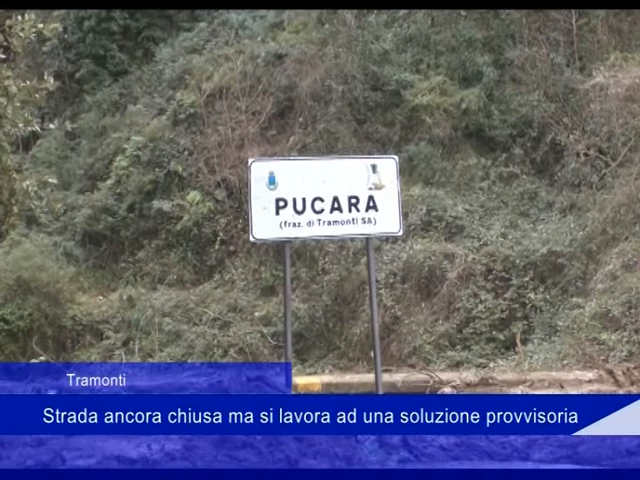 PUCARA
(fraz. di Tramonti SA)
Tramonti
Strada ancora chiusa ma si lavora ad una soluzione provvisoria